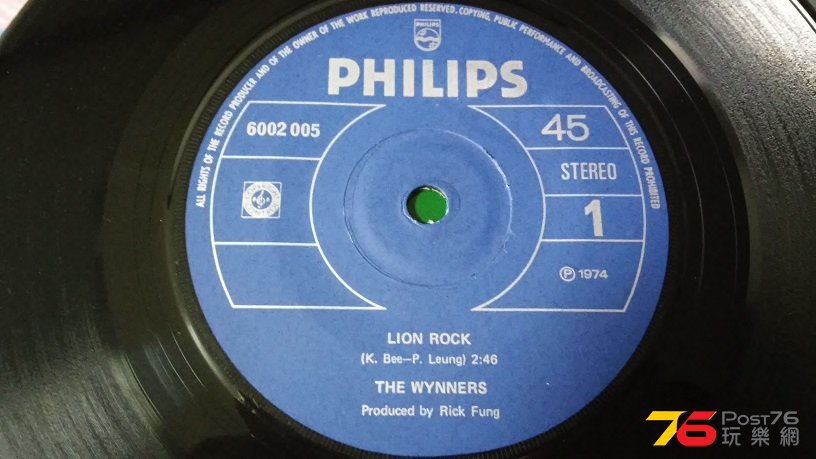 ALL RIGHTS OF THE RECORD PRODUCER AND OF THE OWNER OF THE WORK REPRODUCED RESERVED. COPYING, PUBLIC PERFORMANCE AND BROADCASTING OF THIS RECORD PROHIBITED
PHILIPS
PHILIPS
6002 005
45
STEREO
1
Ⓟ 1974
LION ROCK
(K. Bee–P. Leung) 2:46
THE WYNNERS
Produced by Rick Fung
76 Post76
玩樂網